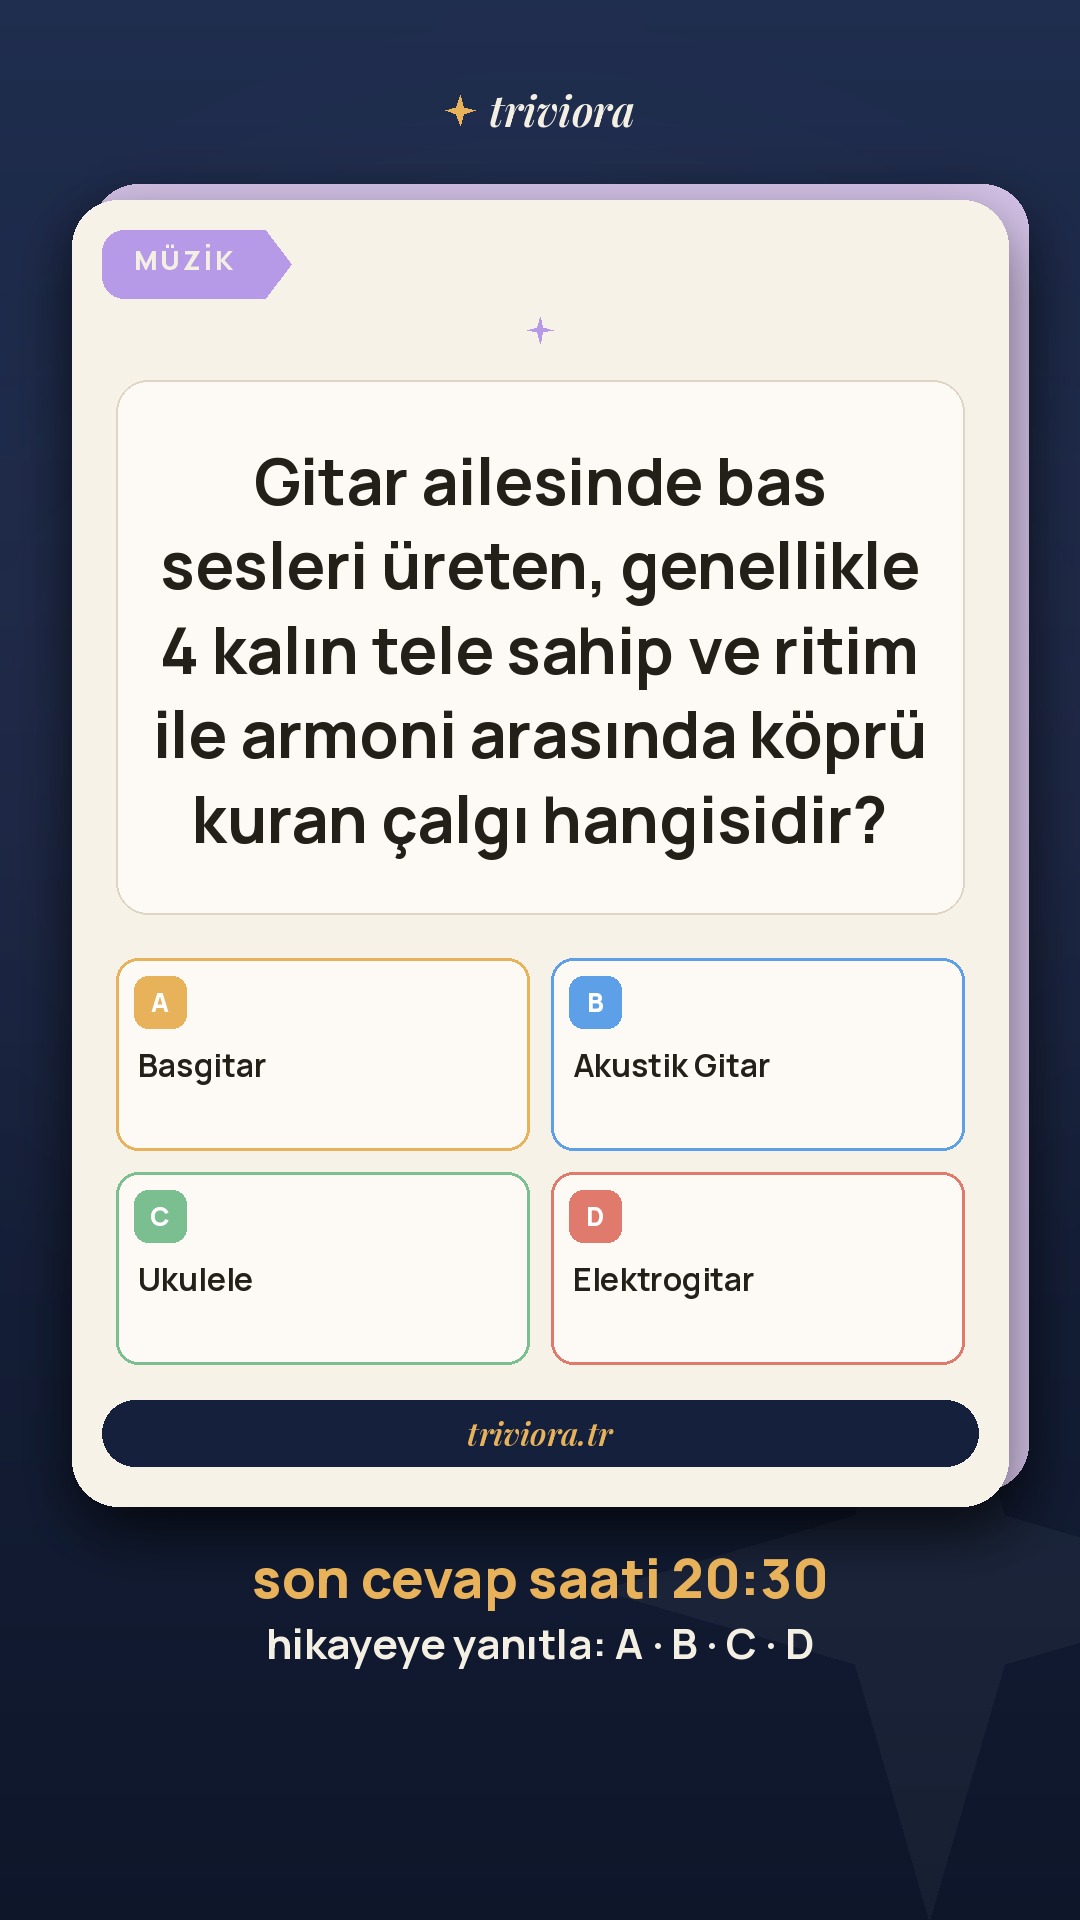 triviora
MÜZİK
Gitar ailesinde bas
sesleri üreten, genellikle
4 kalın tele sahip ve ritim
ile armoni arasında köprü
kuran çalgı hangisidir?
A
Basgitar
B
Akustik Gitar
C
Ukulele
D
Elektrogitar
triviora.tr
son cevap saati 20:30
hikayeye yanıtla: A · B · C · D